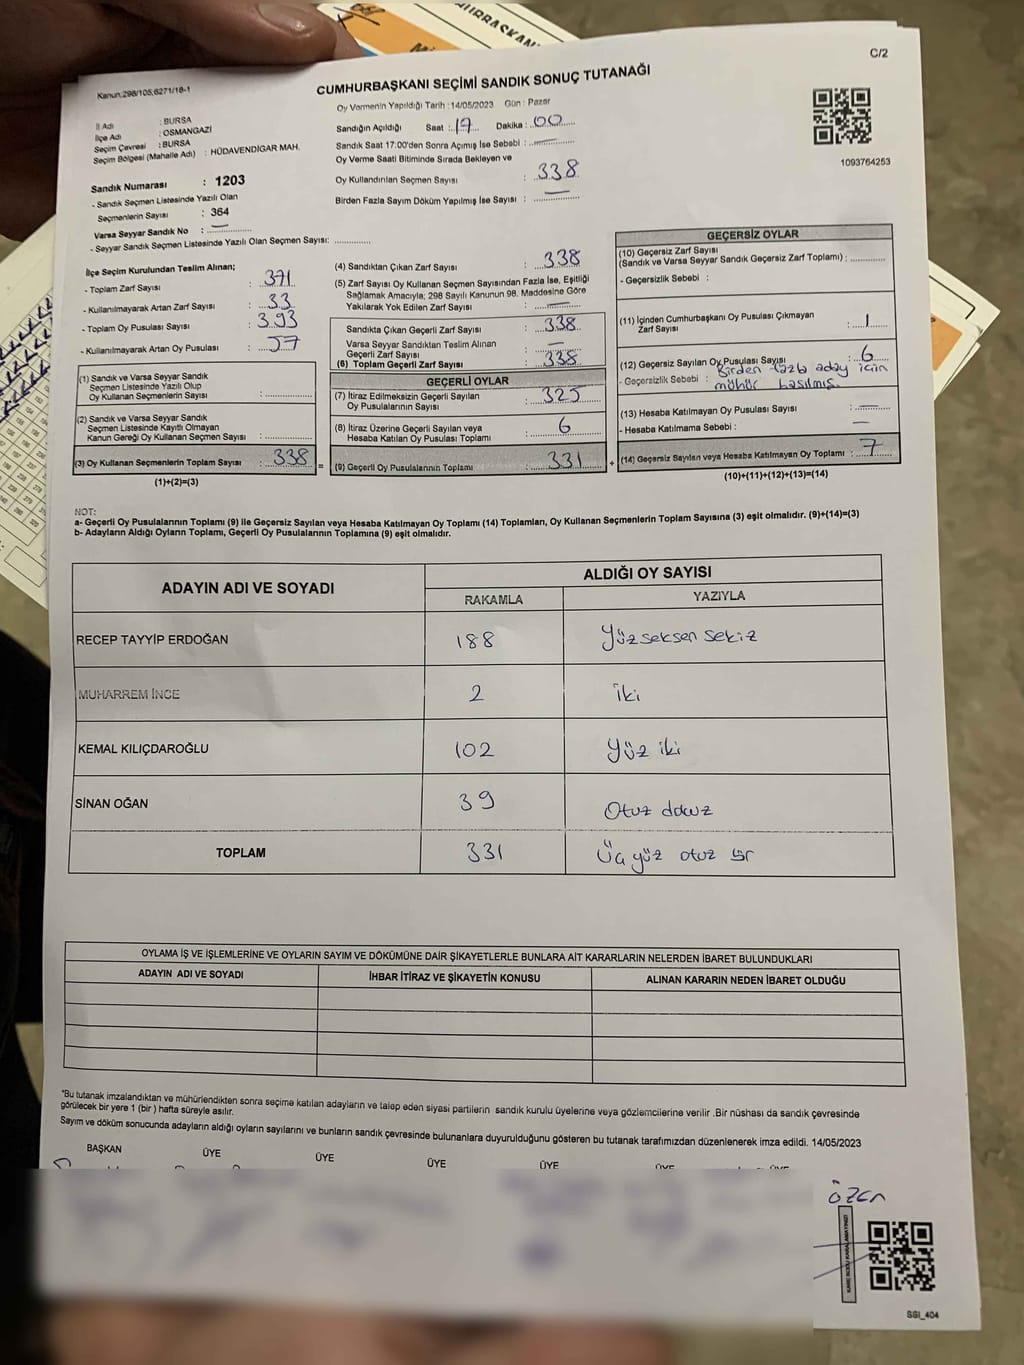 C/2
Kanun:298/105;6271/18-1
CUMHURBAŞKANI SEÇİMİ SANDIK SONUÇ TUTANAĞI
Oy Vermenin Yapıldığı Tarih :14/05/2023 Gün : Pazar
İl Adı : BURSA
İlçe Adı : OSMANGAZİ
Seçim Çevresi : BURSA
Seçim Bölgesi (Mahalle Adı) : HÜDAVENDİGAR MAH.
Sandığın Açıldığı Saat : 17 Dakika : 00
Sandık Saat 17:00'den Sonra Açımış İse Sebebi : —
Oy Verme Saati Bitiminde Sırada Bekleyen ve
Oy Kullandırılan Seçmen Sayısı : 338
Birden Fazla Sayım Döküm Yapılmış İse Sayısı : —
1093764253
Sandık Numarası : 1203
- Sandık Seçmen Listesinde Yazılı Olan
Seçmenlerin Sayısı : 364
Varsa Seyyar Sandık No : —
- Seyyar Sandık Seçmen Listesinde Yazılı Olan Seçmen Sayısı: ..............
İlçe Seçim Kurulundan Teslim Alınan;
- Toplam Zarf Sayısı : 371
- Kullanılmayarak Artan Zarf Sayısı : 33
- Toplam Oy Pusulası Sayısı : 393
- Kullanılmayarak Artan Oy Pusulası : 57
(1) Sandık ve Varsa Seyyar Sandık
Seçmen Listesinde Yazılı Olup
Oy Kullanan Seçmenlerin Sayısı : ..............
(2) Sandık ve Varsa Seyyar Sandık
Seçmen Listesinde Kayıtlı Olmayan
Kanun Gereği Oy Kullanan Seçmen Sayısı : ..............
(3) Oy Kullanan Seçmenlerin Toplam Sayısı : 338 =
(1)+(2)=(3)
(4) Sandıktan Çıkan Zarf Sayısı : 338
(5) Zarf Sayısı Oy Kullanan Seçmen Sayısından Fazla İse, Eşitliği
Sağlamak Amacıyla; 298 Sayılı Kanunun 98. Maddesine Göre
Yakılarak Yok Edilen Zarf Sayısı : —
Sandıkta Çıkan Geçerli Zarf Sayısı : 338
Varsa Seyyar Sandıktan Teslim Alınan
Geçerli Zarf Sayısı : —
(6) Toplam Geçerli Zarf Sayısı : 338
GEÇERLİ OYLAR
(7) İtiraz Edilmeksizin Geçerli Sayılan
Oy Pusulalarının Sayısı : 325
(8) İtiraz Üzerine Geçerli Sayılan veya
Hesaba Katılan Oy Pusulası Toplamı : 6
(9) Geçerli Oy Pusulalarının Toplamı : 331 +
GEÇERSİZ OYLAR
(10) Geçersiz Zarf Sayısı
(Sandık ve Varsa Seyyar Sandık Geçersiz Zarf Toplamı) : ..............
- Geçersizlik Sebebi :
(11) İçinden Cumhurbaşkanı Oy Pusulası Çıkmayan
Zarf Sayısı : 1
(12) Geçersiz Sayılan Oy Pusulası Sayısı : 6
- Geçersizlik Sebebi : Birden fazla aday için
mühür basılmış
(13) Hesaba Katılmayan Oy Pusulası Sayısı : —
- Hesaba Katılmama Sebebi : —
(14) Geçersiz Sayılan veya Hesaba Katılmayan Oy Toplamı : 7
(10)+(11)+(12)+(13)=(14)
NOT:
a- Geçerli Oy Pusulalarının Toplamı (9) ile Geçersiz Sayılan veya Hesaba Katılmayan Oy Toplamı (14) Toplamları, Oy Kullanan Seçmenlerin Toplam Sayısına (3) eşit olmalıdır. (9)+(14)=(3)
b- Adayların Aldığı Oyların Toplamı, Geçerli Oy Pusulalarının Toplamına (9) eşit olmalıdır.
ADAYIN ADI VE SOYADI ALDIĞI OY SAYISI
RAKAMLA YAZIYLA
RECEP TAYYİP ERDOĞAN 188 Yüzseksen sekiz
MUHARREM İNCE 2 iki
KEMAL KILIÇDAROĞLU 102 Yüz iki
SİNAN OĞAN 39 Otuz dokuz
TOPLAM 331 Üçyüz otuz bir
OYLAMA İŞ VE İŞLEMLERİNE VE OYLARIN SAYIM VE DÖKÜMÜNE DAİR ŞİKAYETLERLE BUNLARA AİT KARARLARIN NELERDEN İBARET BULUNDUKLARI
ADAYIN ADI VE SOYADI İHBAR İTİRAZ VE ŞİKAYETİN KONUSU ALINAN KARARIN NEDEN İBARET OLDUĞU
*Bu tutanak imzalandıktan ve mühürlendikten sonra seçime katılan adayların ve talep eden siyasi partilerin sandık kurulu üyelerine veya gözlemcilerine verilir .Bir nüshası da sandık çevresinde
görülecek bir yere 1 (bir ) hafta süreyle asılır.
Sayım ve döküm sonucunda adayların aldığı oyların sayılarını ve bunların sandık çevresinde bulunanlara duyurulduğunu gösteren bu tutanak tarafımızdan düzenlenerek imza edildi. 14/05/2023
BAŞKAN ÜYE ÜYE ÜYE ÜYE ÜYE ÜYE
özen
KARE KODU KARALAMAYINIZ!
SSI_404